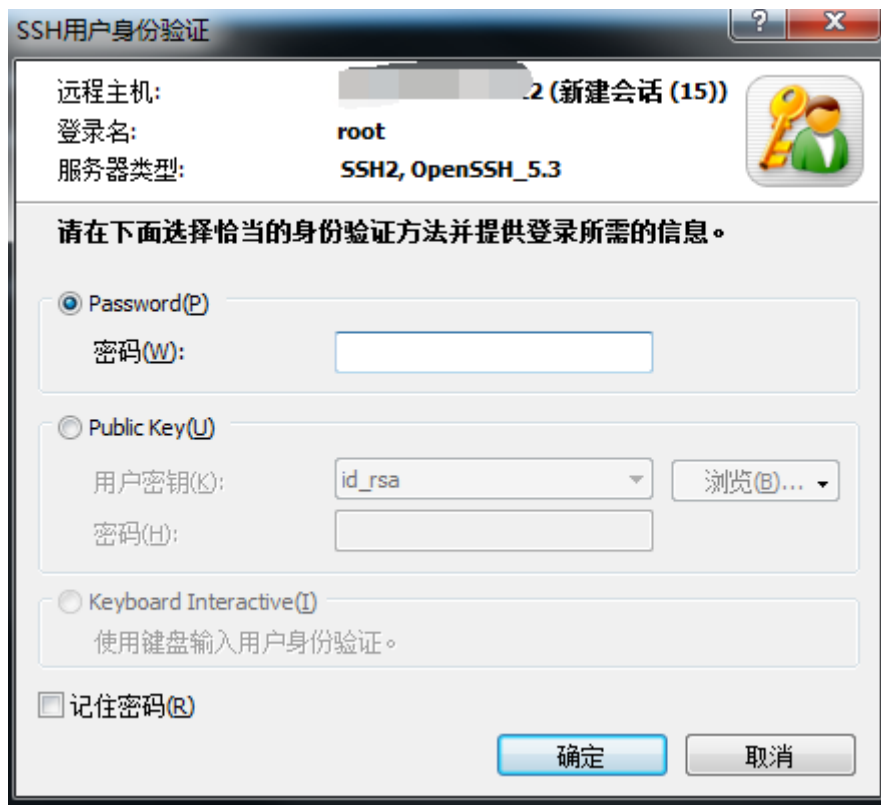 SSH用户身份验证
远程主机: 2 (新建会话 (15))
登录名: root
服务器类型: SSH2, OpenSSH_5.3
请在下面选择恰当的身份验证方法并提供登录所需的信息。
Password(P)
密码(W):
Public Key(U)
用户密钥(K): id_rsa 浏览(B)...
密码(H):
Keyboard Interactive(I)
使用键盘输入用户身份验证。
记住密码(R)
确定 取消